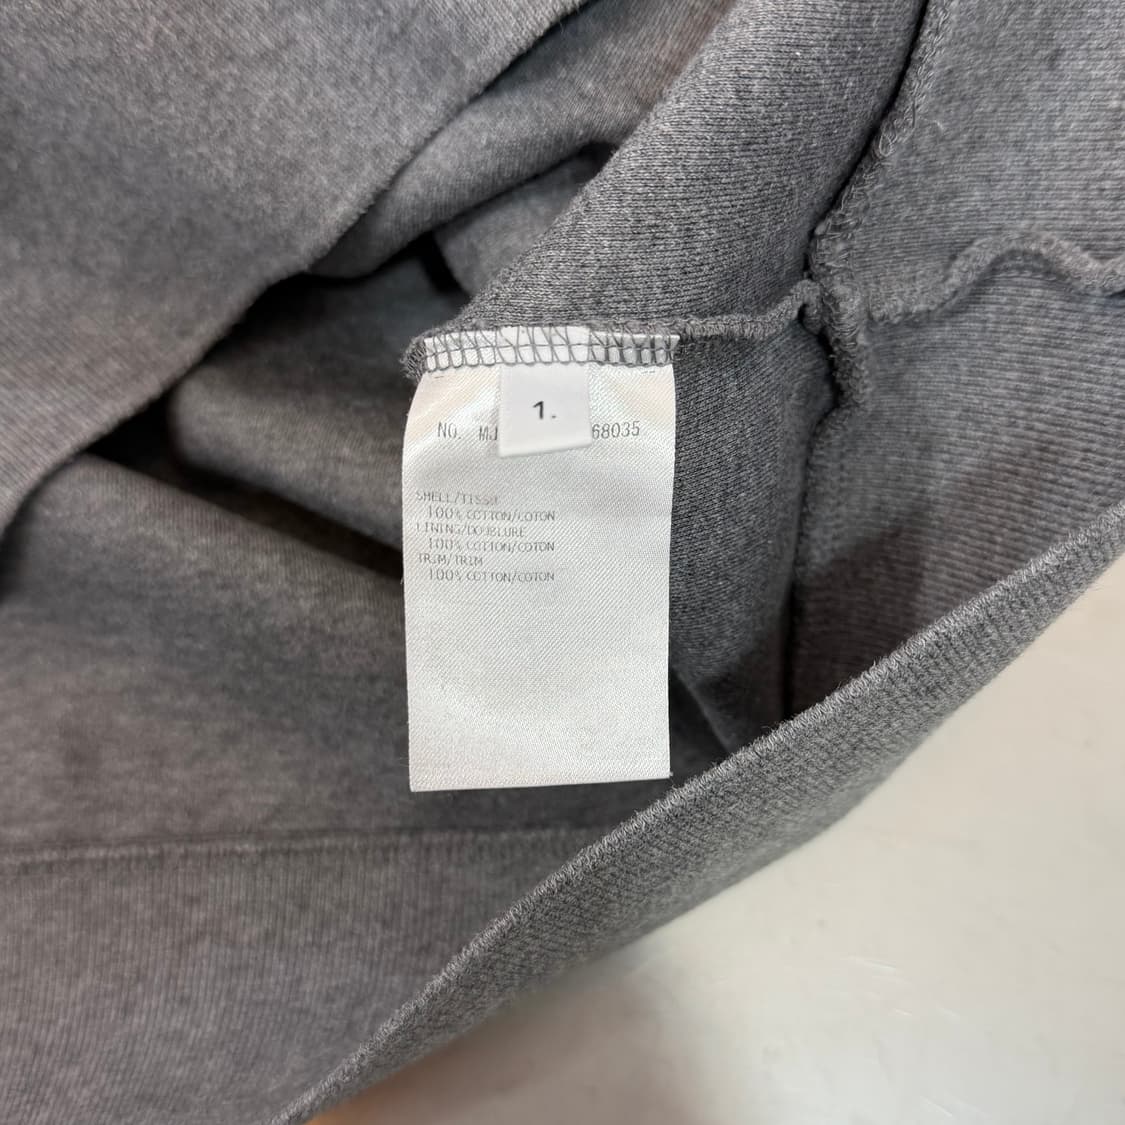 1.
NO. MJ 68035
SHELL/TISSU
100% COTTON/COTON
LINING/DOUBLURE
100% COTTON/COTON
TRIM/TRIM
100% COTTON/COTON